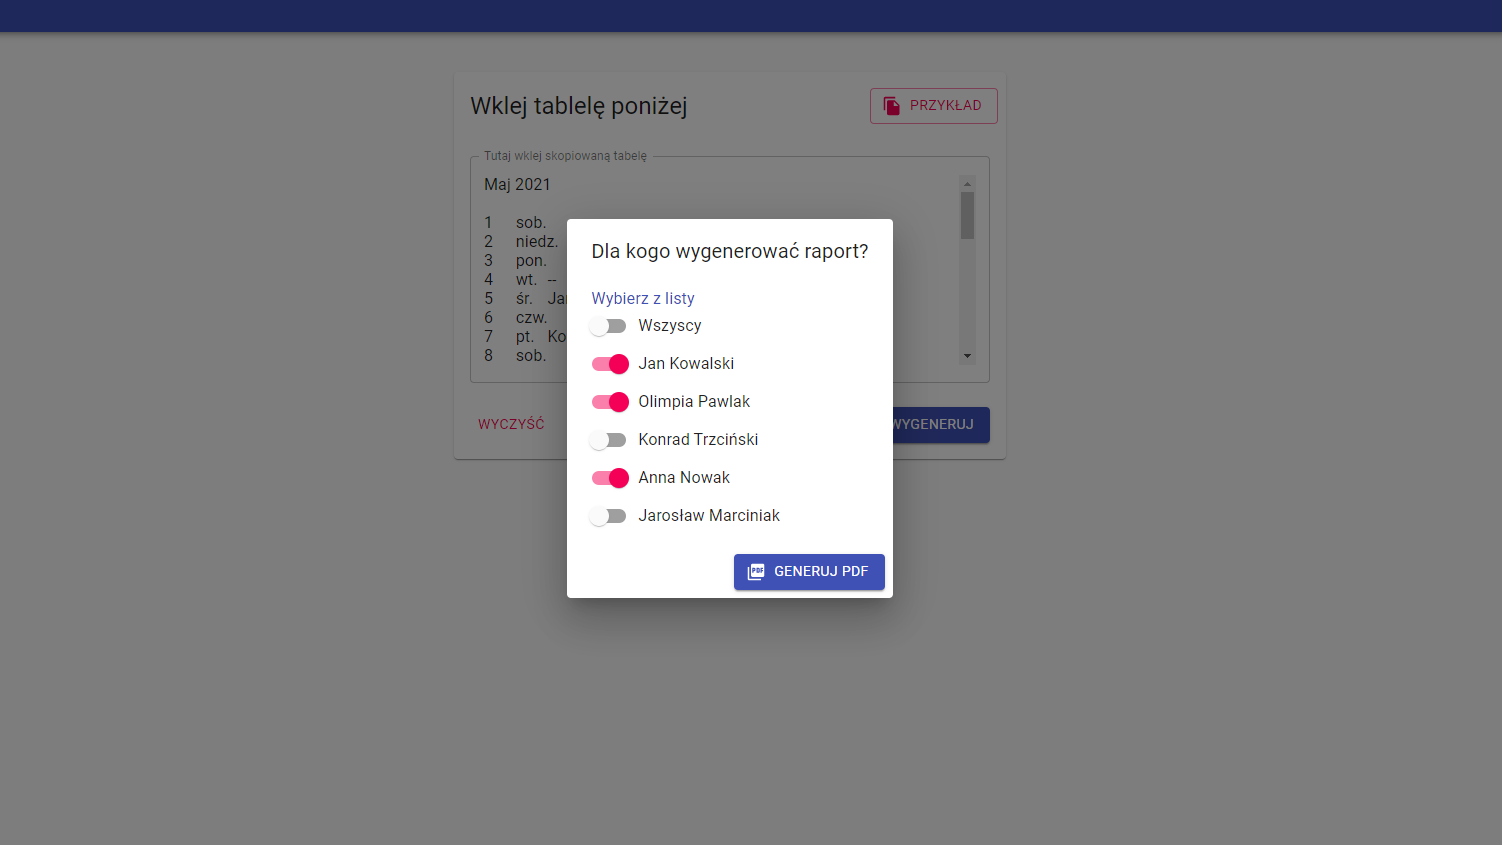 Wklej tablelę poniżej
PRZYKŁAD
Tutaj wklej skopiowaną tabelę
Maj 2021
1 sob.
2 niedz.
3 pon.
4 wt. --
5 śr.
6 czw.
7 pt.
8 sob.
WYCZYŚĆ
WYGENERUJ
Dla kogo wygenerować raport?
Wybierz z listy
Wszyscy
Jan Kowalski
Olimpia Pawlak
Konrad Trzciński
Anna Nowak
Jarosław Marciniak
PDF
GENERUJ PDF